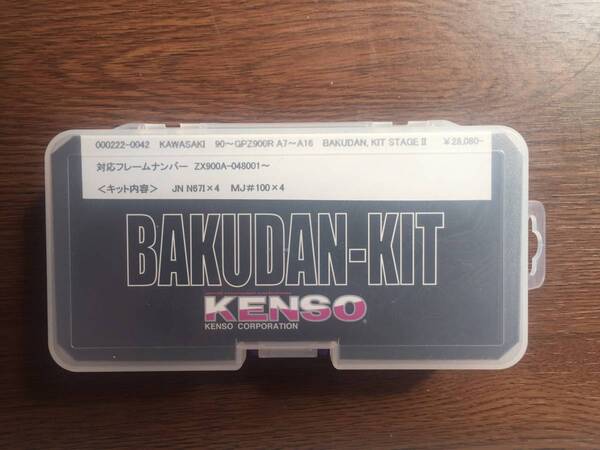 000222-0042 KAWASAKI 90～GPZ900R A7～A16 BAKUDAN, KIT STAGE Ⅱ ￥28,080-
対応フレームナンバー ZX900A-048001～
＜キット内容＞ JN N67I×4 MJ#100×4
BAKUDAN-KIT
KENSO
KENSO CORPORATION